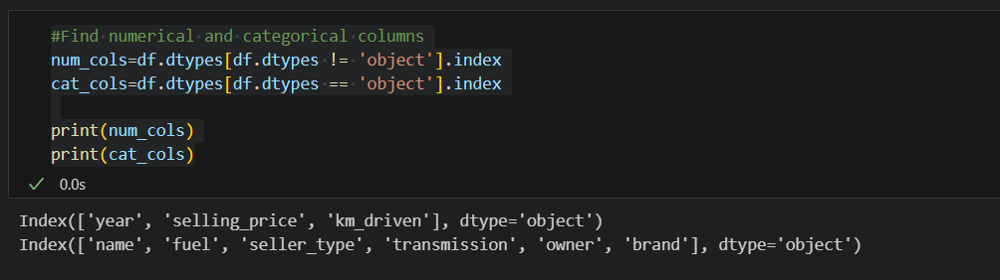 #Find numerical and categorical columns
num_cols=df.dtypes[df.dtypes != 'object'].index
cat_cols=df.dtypes[df.dtypes == 'object'].index
print(num_cols)
print(cat_cols)
0.0s
Index(['year', 'selling_price', 'km_driven'], dtype='object')
Index(['name', 'fuel', 'seller_type', 'transmission', 'owner', 'brand'], dtype='object')